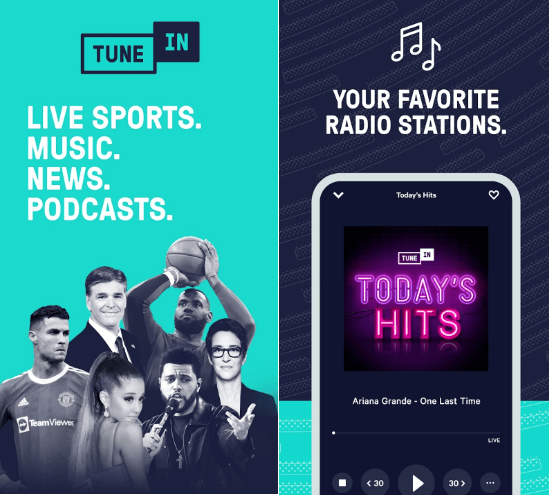 TUNE IN
LIVE SPORTS.
MUSIC.
NEWS.
PODCASTS.
TeamViewer
YOUR FAVORITE
RADIO STATIONS.
Today's Hits
TUNE IN
TODAY'S
HITS
Ariana Grande - One Last Time
LIVE
< 30
30 >